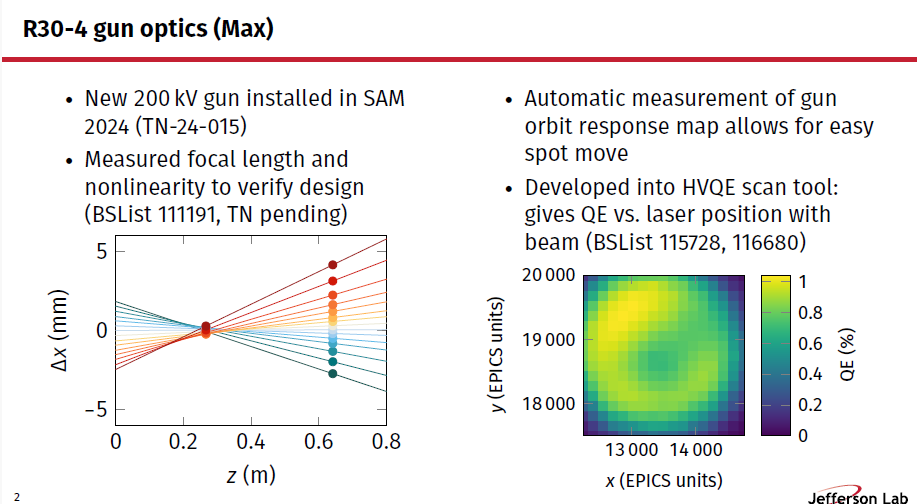 R30-4 gun optics (Max)
• New 200 kV gun installed in SAM
2024 (TN-24-015)
• Measured focal length and
nonlinearity to verify design
(BSList 111191, TN pending)
5
0
−5
Δx (mm)
0 0.2 0.4 0.6 0.8
z (m)
• Automatic measurement of gun
orbit response map allows for easy
spot move
• Developed into HVQE scan tool:
gives QE vs. laser position with
beam (BSList 115728, 116680)
20 000
19 000
18 000
y (EPICS units)
13 000 14 000
x (EPICS units)
1
0.8
0.6
0.4
0.2
0
QE (%)
2
Jefferson Lab